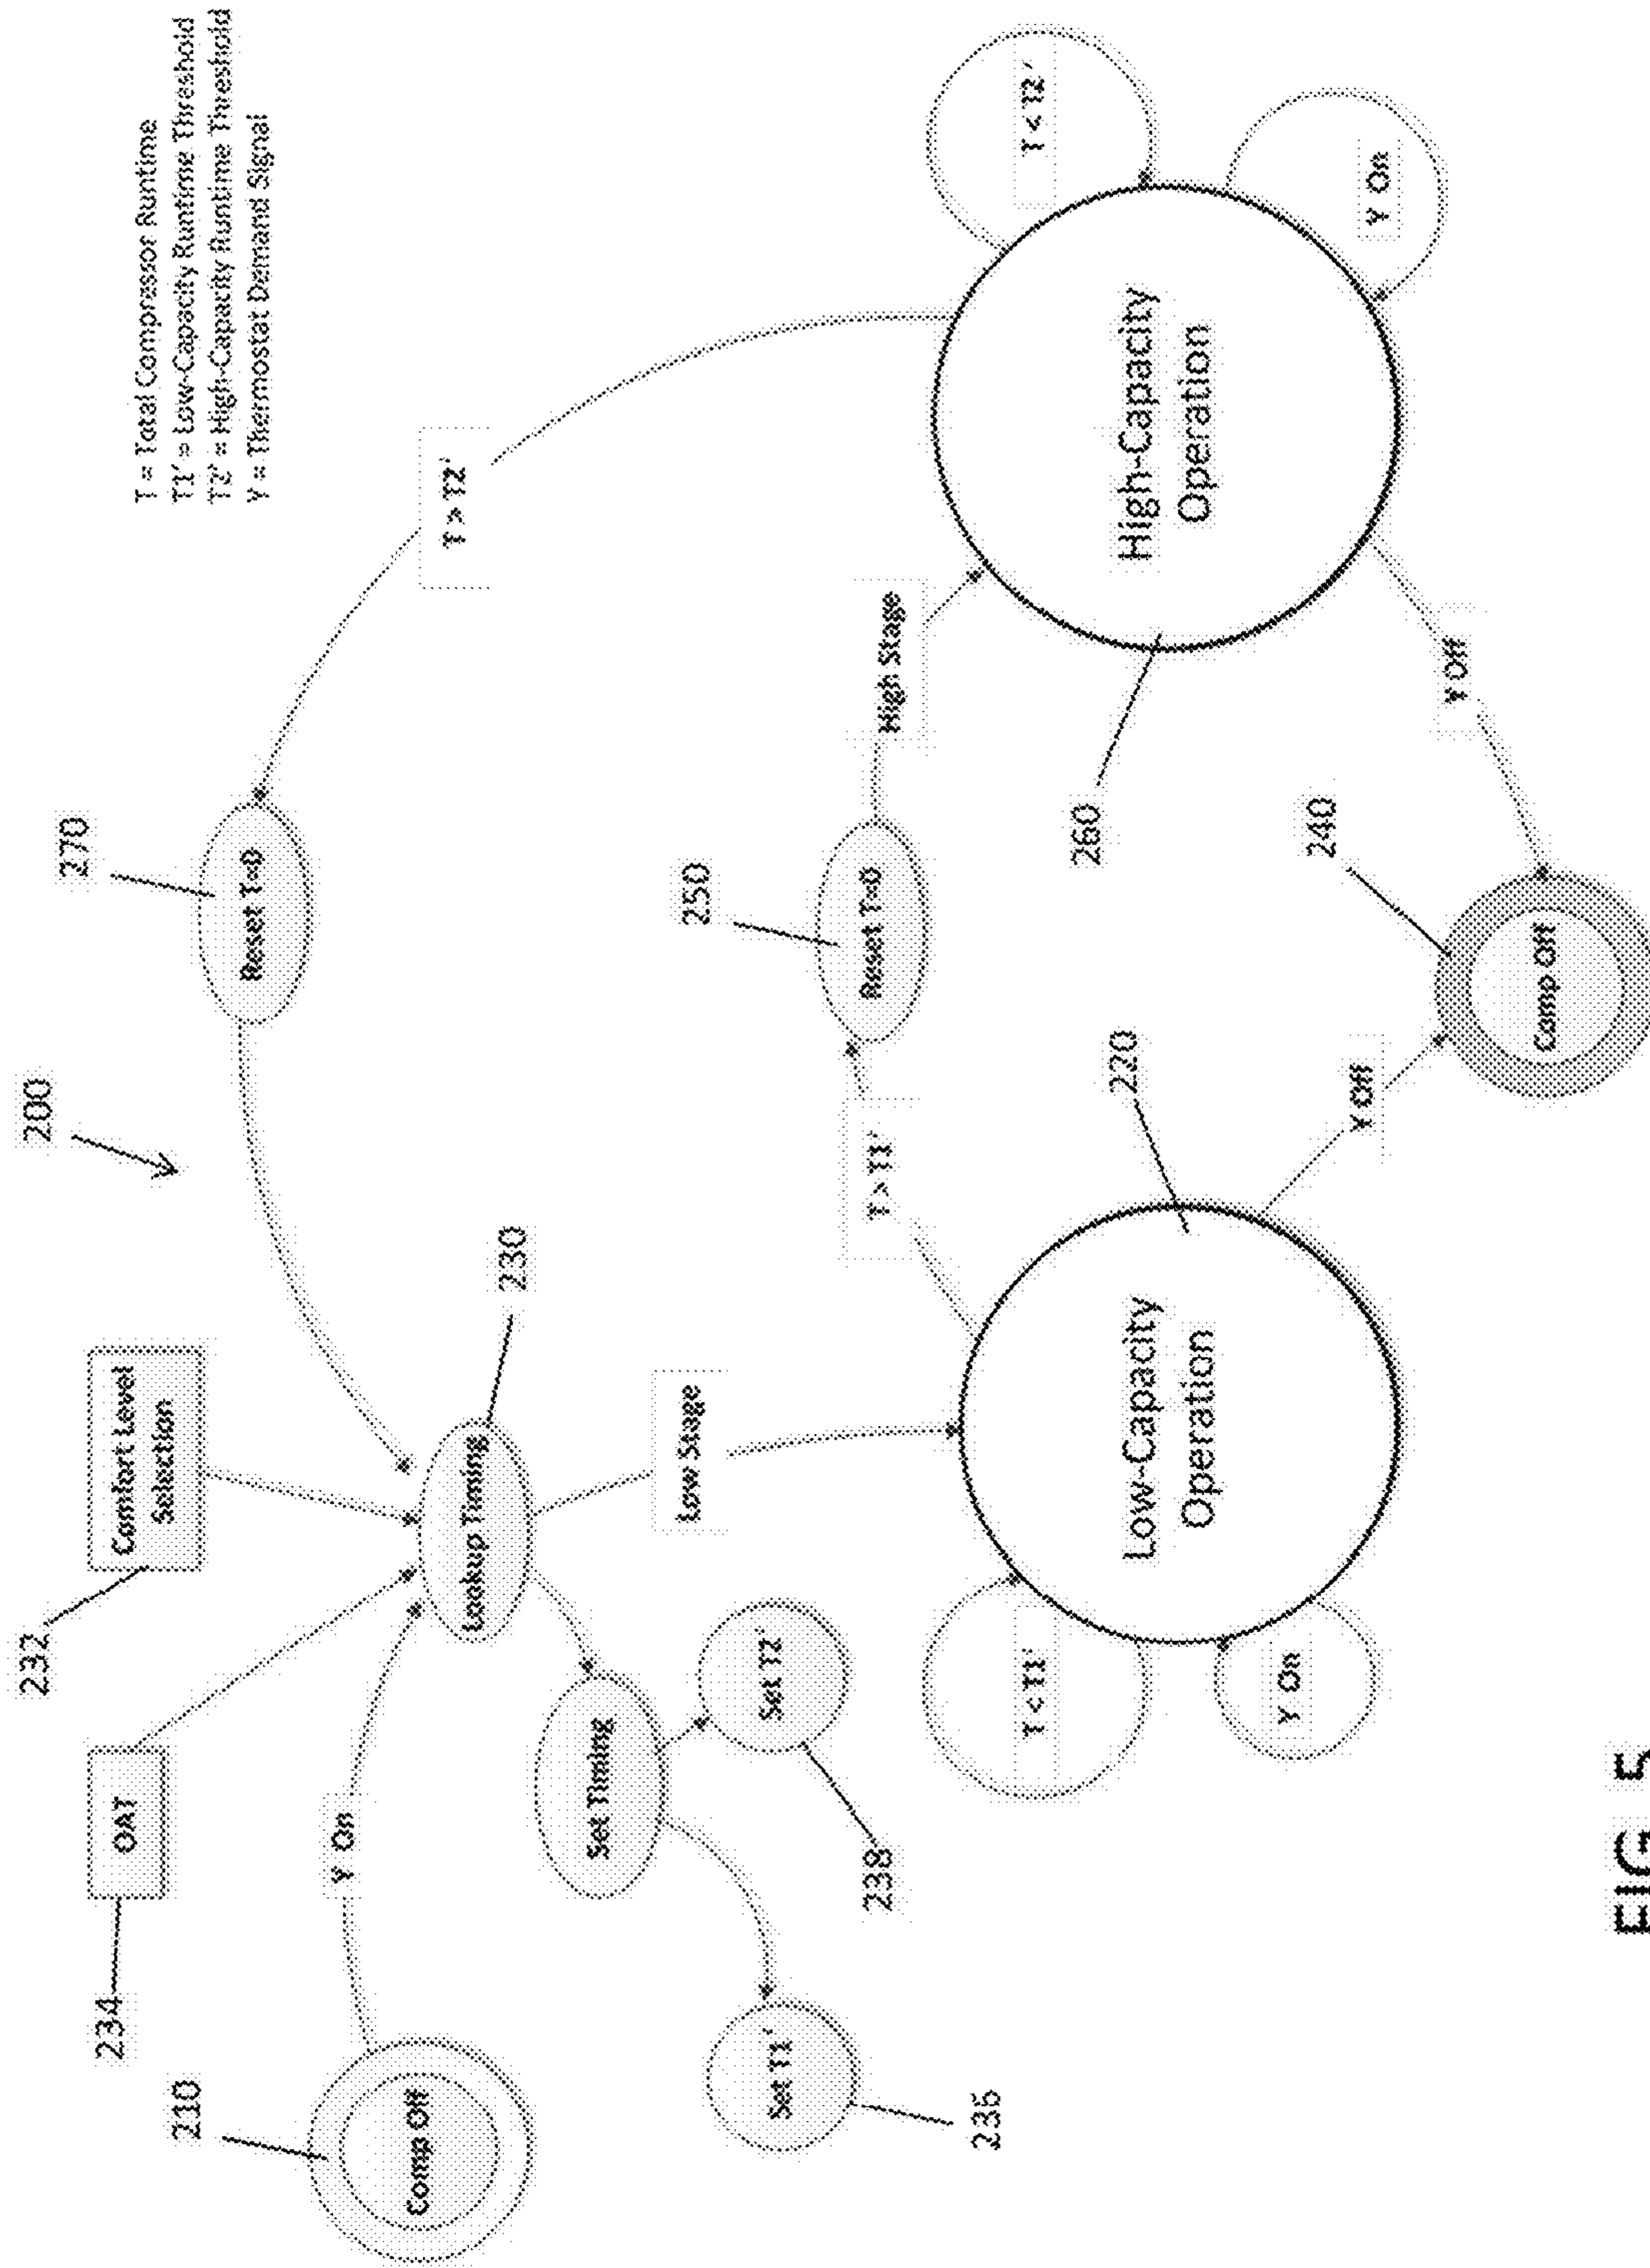 200
T = Total Compressor Runtime
T1' = Low-Capacity Runtime Threshold
T2' = High-Capacity Runtime Threshold
Y = Thermostat Demand Signal
232
234
OAT
Comfort Level
Selection
270
Reset T=0
210
Comp Off
Y On
Lookup Timing
230
T > T2'
Set Timing
Set T1'
236
Set T2'
238
Low Stage
250
Reset T=0
T > T1'
High Stage
T < T1'
Y On
Low-Capacity
Operation
220
260
High-Capacity
Operation
T < T2'
Y On
Y Off
240
Comp Off
Y Off
FIG. 5